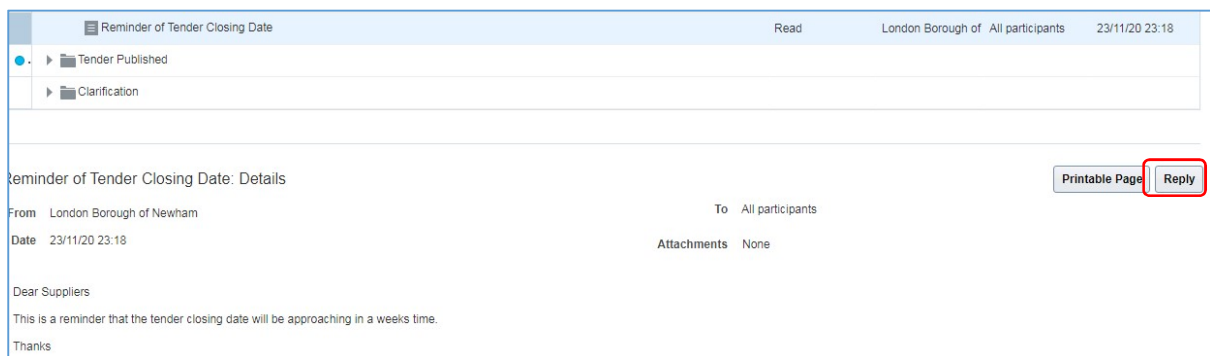 Reminder of Tender Closing Date Read London Borough of All participants 23/11/20 23:18
Tender Published
Clarification
Reminder of Tender Closing Date: Details Printable Page Reply
From London Borough of Newham To All participants
Date 23/11/20 23:18 Attachments None
Dear Suppliers
This is a reminder that the tender closing date will be approaching in a weeks time.
Thanks